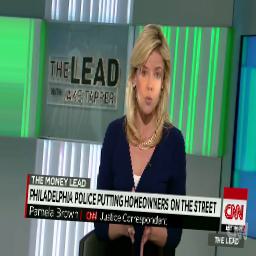 THE LEAD
WITH JAKE TAPPER
THE MONEY LEAD
PHILADELPHIA POLICE PUTTING HOMEOWNERS ON THE STREET
Pamela Brown CNN Justice Correspondent
CNN
THE LEAD